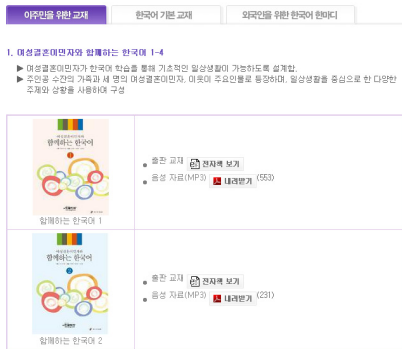 이주민을 위한 교재
한국어 기본 교재
외국인을 위한 한국어 한마디
1. 여성결혼이민자와 함께하는 한국어 1-4
▶ 여성결혼이민자가 한국어 학습을 통해 기초적인 일상생활이 가능하도록 설계함.
▶ 주인공 수잔의 가족과 세 명의 여성결혼이민자, 이웃이 주요인물로 등장하며, 일상생활을 중심으로 한 다양한
주제와 상황을 사용하여 구성
함께하는 한국어
1
함께하는 한국어 1
출판 교재 전자책 보기
음성 자료(MP3) 내려받기 (553)
함께하는 한국어
2
함께하는 한국어 2
출판 교재 전자책 보기
음성 자료(MP3) 내려받기 (231)